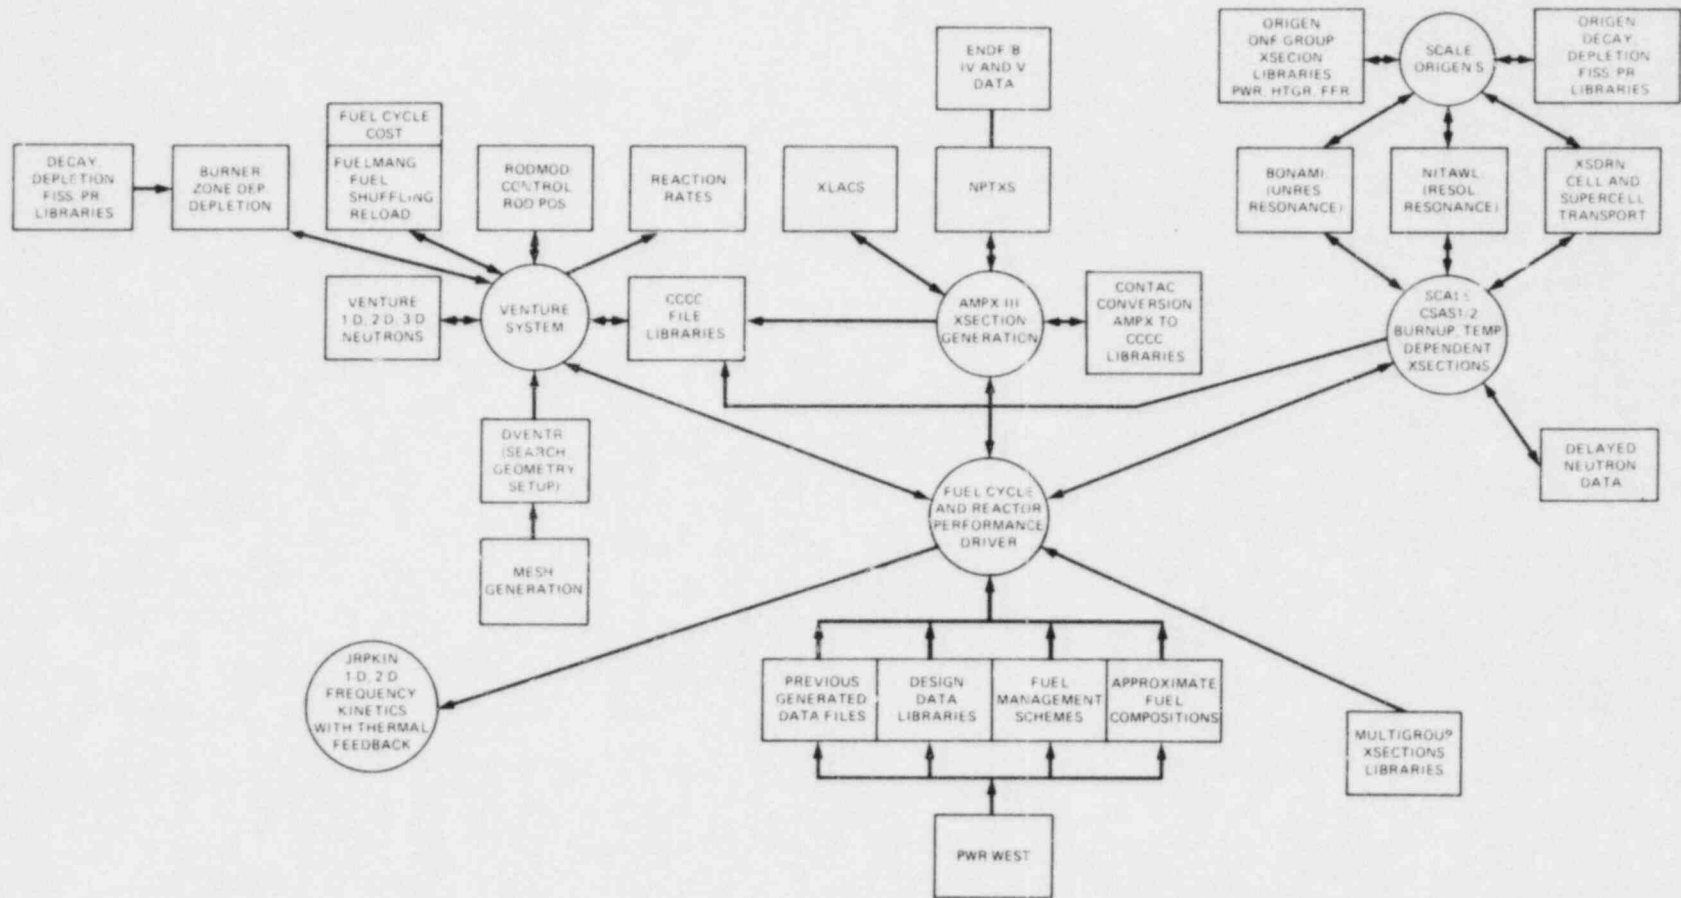 ENDF/B
IV AND V
DATA
ORIGEN
ONE GROUP
XSECION
LIBRARIES
PWR, HTGR, FFR
SCALE
ORIGEN S
ORIGEN
DECAY,
DEPLETION
FISS. PR.
LIBRARIES
FUEL CYCLE
COST
FUELMANG
FUEL
SHUFFLING
RELOAD
DECAY,
DEPLETION
FISS. PR.
LIBRARIES
BURNER
ZONE DEP.
DEPLETION
RODMOD
CONTROL
ROD POS.
REACTION
RATES
XLACS
NPTXS
BONAMI
(UNRES.
RESONANCE)
NITAWL
(RESOL.
RESONANCE)
XSDRN
CELL AND
SUPERCELL
TRANSPORT
VENTURE
1 D, 2 D, 3 D
NEUTRONS
VENTURE
SYSTEM
CCCC
FILE
LIBRARIES
AMPX III
XSECTION
GENERATION
CONTAC
CONVERSION
AMPX TO
CCCC
LIBRARIES
SCALE
CSAS1/2
BURNUP, TEMP
DEPENDENT
XSECTIONS
DVENTR
(SEARCH
GEOMETRY
SETUP)
DELAYED
NEUTRON
DATA
FUEL CYCLE
AND REACTOR
PERFORMANCE
DRIVER
MESH
GENERATION
JRPKIN
1 D, 2 D
FREQUENCY
KINETICS
WITH THERMAL
FEEDBACK
PREVIOUS
GENERATED
DATA FILES
DESIGN
DATA
LIBRARIES
FUEL
MANAGEMENT
SCHEMES
APPROXIMATE
FUEL
COMPOSITIONS
MULTIGROUP
XSECTIONS
LIBRARIES
PWR WEST